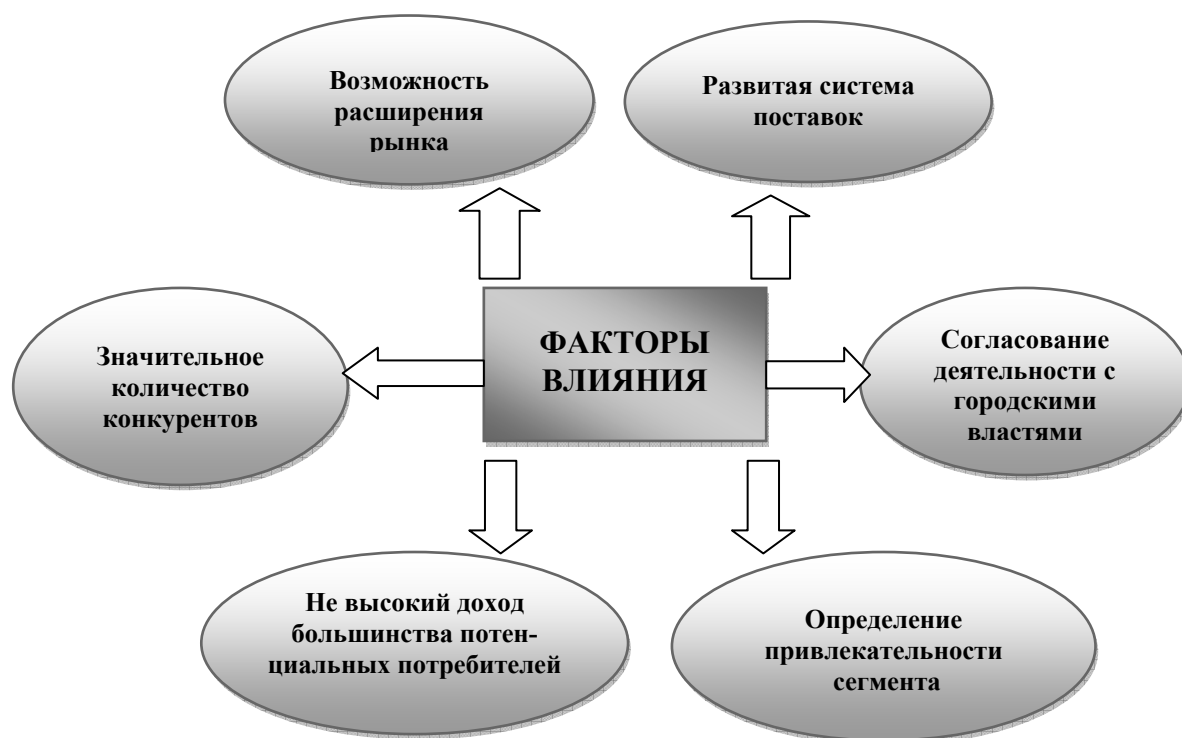 Возможность
расширения
рынка
Развитая система
поставок
ФАКТОРЫ
ВЛИЯНИЯ
Значительное
количество
конкурентов
Согласование
деятельности с
городскими
властями
Не высокий доход
большинства потен-
циальных потребителей
Определение
привлекательности
сегмента